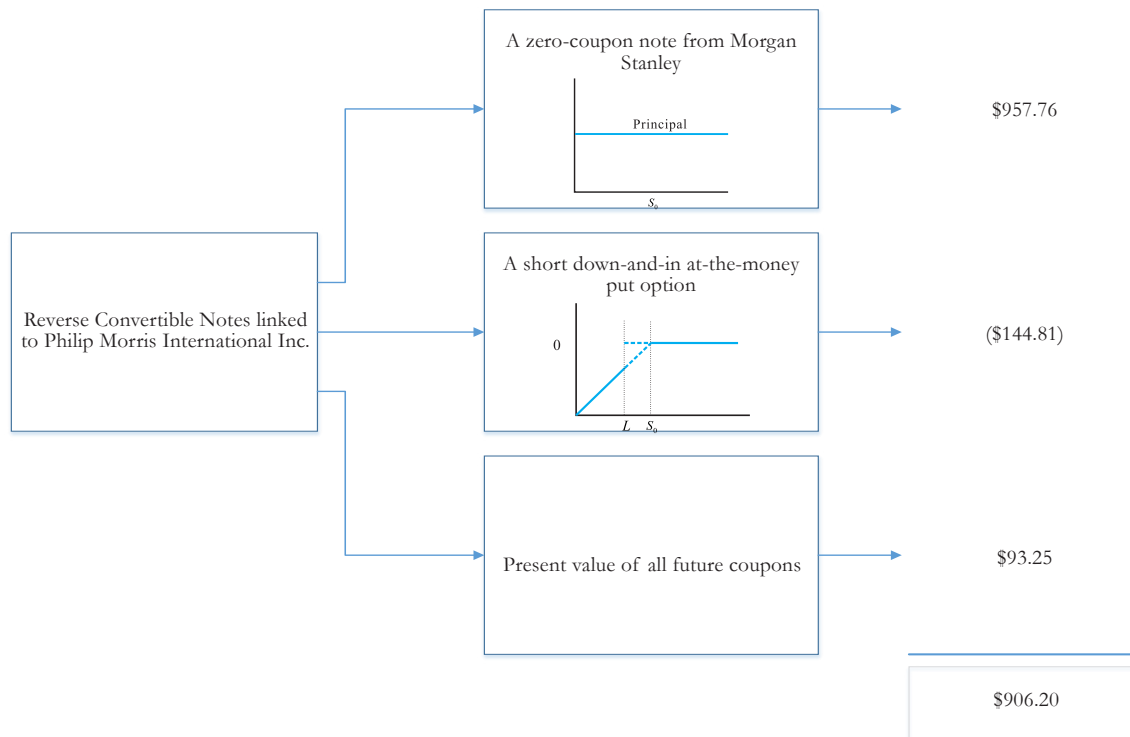 A zero-coupon note from Morgan
Stanley
Principal
S0
$957.76
Reverse Convertible Notes linked
to Philip Morris International Inc.
A short down-and-in at-the-money
put option
0
L S0
($144.81)
Present value of all future coupons
$93.25
$906.20